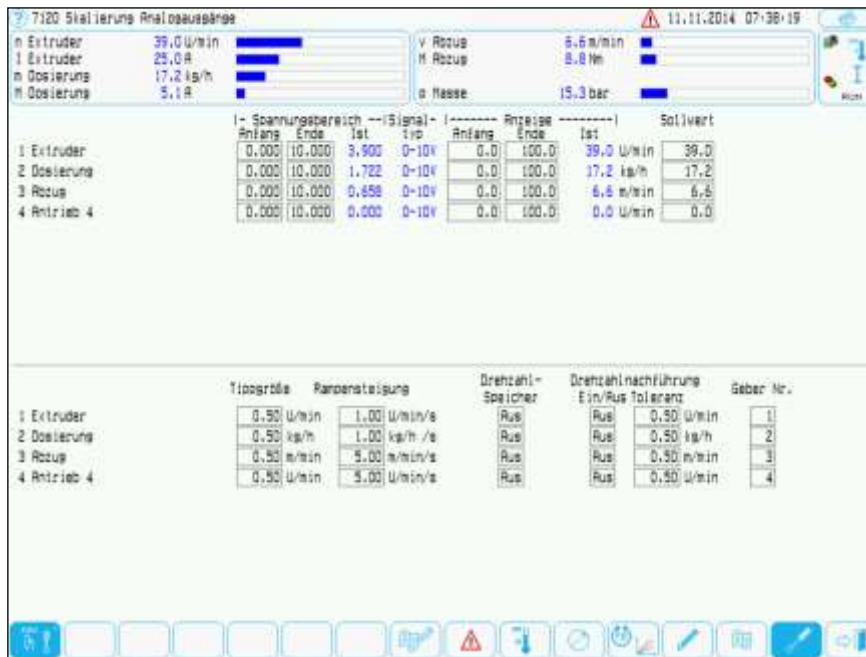 ? 7120 Skalierung Analogausgänge 11.11.2014 07:38:19
n Extruder 39.0 U/min v Abzug 6.6 m/min
I Extruder 25.0 A M Abzug 8.8 Nm
m Dosierung 17.2 kg/h
M Dosierung 5.1 A p Masse 15.3 bar
|- Spannungsbereich --|Signal- |------- Anzeige --------| Sollwert
Anfang Ende Ist typ Anfang Ende Ist
1 Extruder 0.000 10.000 3.900 0-10V 0.0 100.0 39.0 U/min 39.0
2 Dosierung 0.000 10.000 1.722 0-10V 0.0 100.0 17.2 kg/h 17.2
3 Abzug 0.000 10.000 0.658 0-10V 0.0 100.0 6.6 m/min 6.6
4 Antrieb 4 0.000 10.000 0.000 0-10V 0.0 100.0 0.0 U/min 0.0
Tippgröße Rampensteigung Drehzahl- Drehzahlnachführung Geber Nr.
Speicher Ein/Aus Toleranz
1 Extruder 0.50 U/min 1.00 U/min/s Aus Aus 0.50 U/min 1
2 Dosierung 0.50 kg/h 1.00 kg/h /s Aus Aus 0.50 kg/h 2
3 Abzug 0.50 m/min 5.00 m/min/s Aus Aus 0.50 m/min 3
4 Antrieb 4 0.50 U/min 5.00 U/min/s Aus Aus 0.50 U/min 4